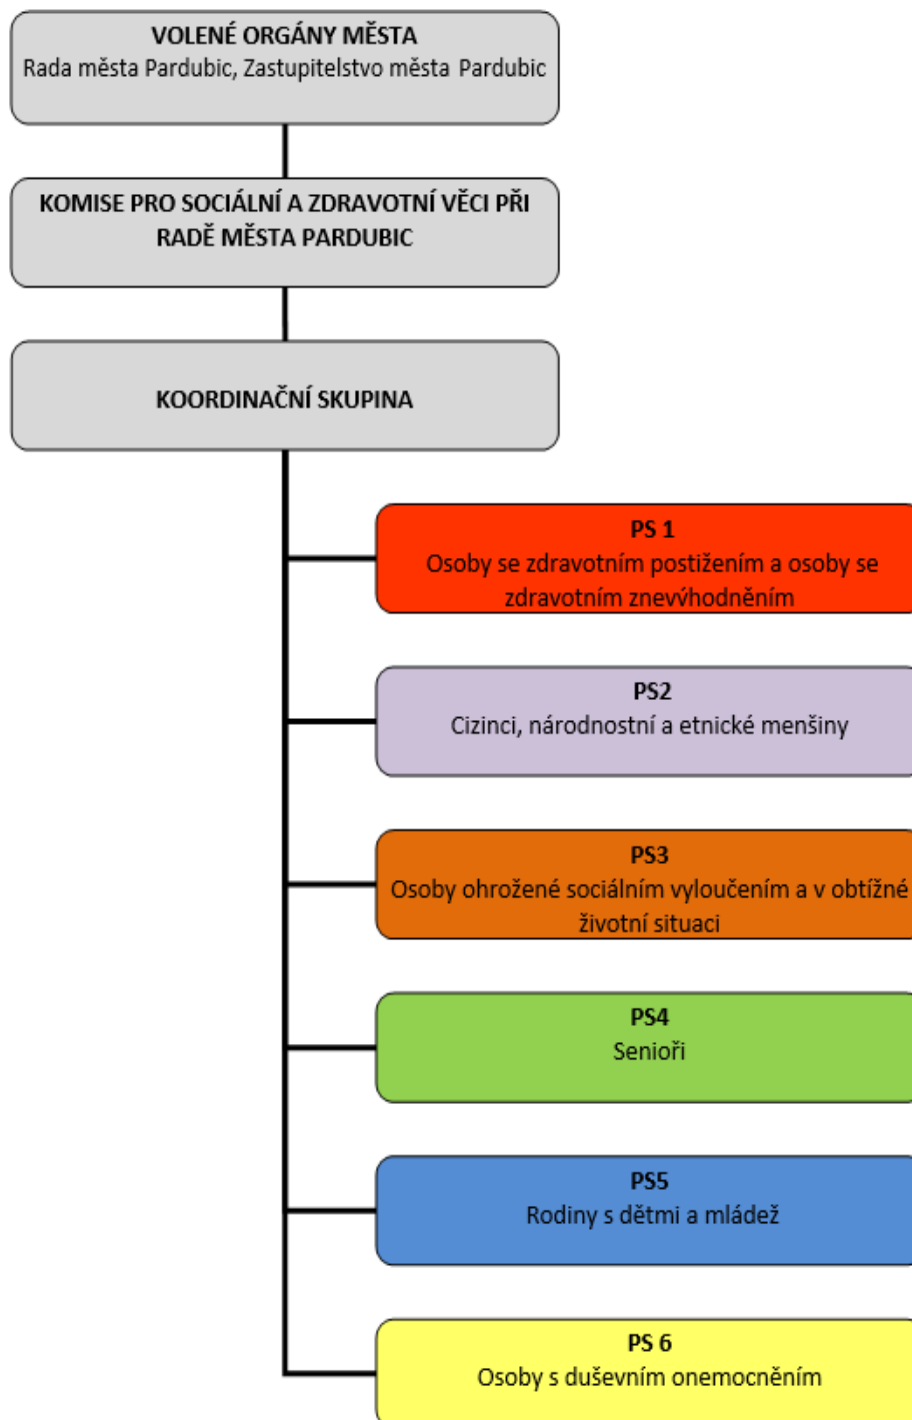 VOLENÉ ORGÁNY MĚSTA
Rada města Pardubic, Zastupitelstvo města Pardubic
KOMISE PRO SOCIÁLNÍ A ZDRAVOTNÍ VĚCI PŘI
RADĚ MĚSTA PARDUBIC
KOORDINAČNÍ SKUPINA
PS 1
Osoby se zdravotním postižením a osoby se
zdravotním znevýhodněním
PS2
Cizinci, národnostní a etnické menšiny
PS3
Osoby ohrožené sociálním vyloučením a v obtížné
životní situaci
PS4
Senioři
PS5
Rodiny s dětmi a mládež
PS 6
Osoby s duševním onemocněním